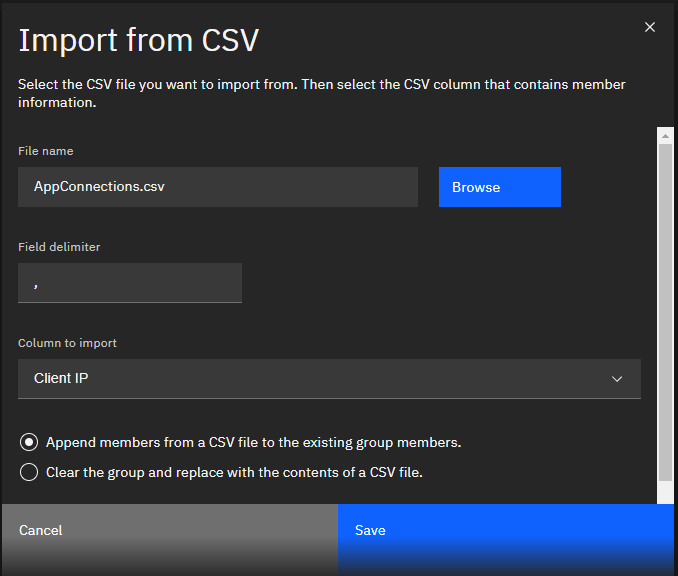 Import from CSV
Select the CSV file you want to import from. Then select the CSV column that contains member
information.
File name
AppConnections.csv
Browse
Field delimiter
,
Column to import
Client IP
Append members from a CSV file to the existing group members.
Clear the group and replace with the contents of a CSV file.
Cancel
Save